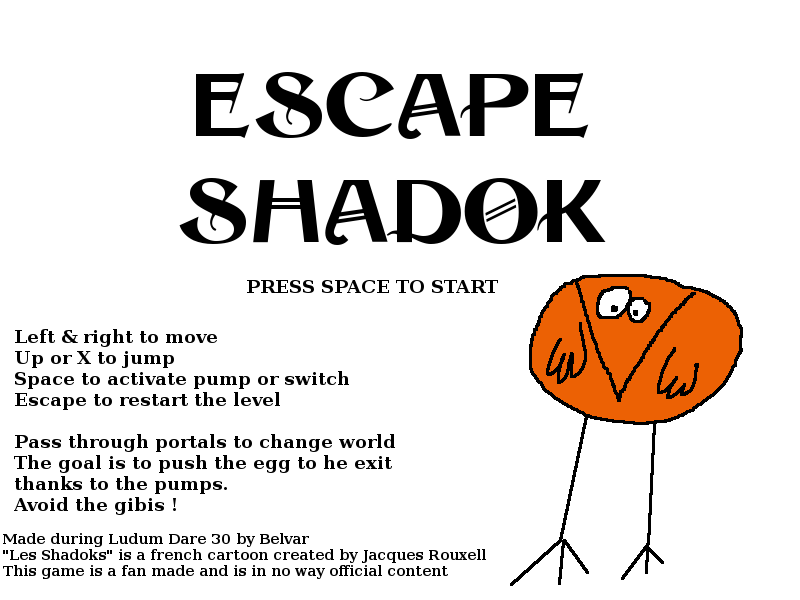 ESCAPE
SHADOK
PRESS SPACE TO START
Left & right to move
Up or X to jump
Space to activate pump or switch
Escape to restart the level
Pass through portals to change world
The goal is to push the egg to he exit
thanks to the pumps.
Avoid the gibis !
Made during Ludum Dare 30 by Belvar
"Les Shadoks" is a french cartoon created by Jacques Rouxell
This game is a fan made and is in no way official content